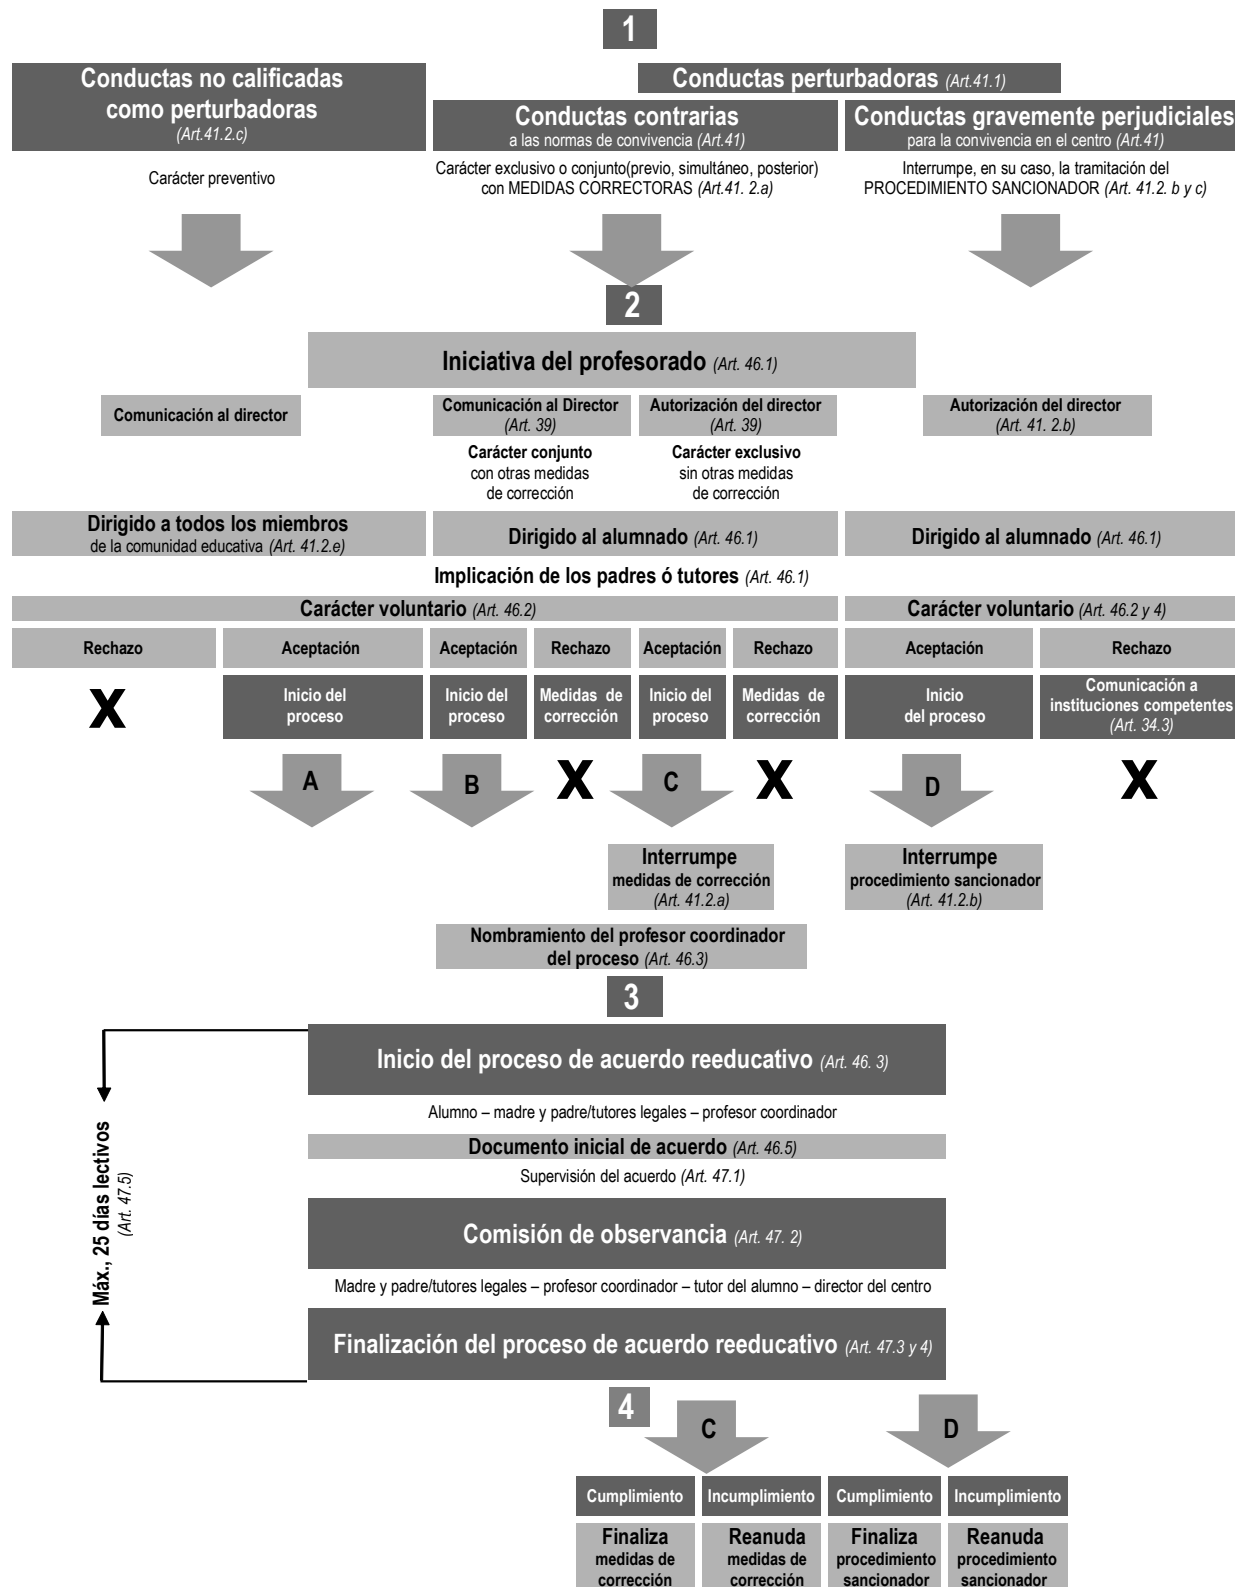 1
Conductas no calificadas
como perturbadoras
(Art.41.2.c)
Carácter preventivo
Conductas perturbadoras (Art.41.1)
Conductas contrarias
a las normas de convivencia (Art.41)
Carácter exclusivo o conjunto(previo, simultáneo, posterior)
con MEDIDAS CORRECTORAS (Art.41. 2.a)
Conductas gravemente perjudiciales
para la convivencia en el centro (Art.41)
Interrumpe, en su caso, la tramitación del
PROCEDIMIENTO SANCIONADOR (Art. 41.2. b y c)
2
Iniciativa del profesorado (Art. 46.1)
Comunicación al director
Comunicación al Director
(Art. 39)
Carácter conjunto
con otras medidas
de corrección
Autorización del director
(Art. 39)
Carácter exclusivo
sin otras medidas
de corrección
Autorización del director
(Art. 41. 2.b)
Dirigido a todos los miembros
de la comunidad educativa (Art. 41.2.e)
Dirigido al alumnado (Art. 46.1)
Dirigido al alumnado (Art. 46.1)
Implicación de los padres ó tutores (Art. 46.1)
Carácter voluntario (Art. 46.2)
Carácter voluntario (Art. 46.2 y 4)
Rechazo
Aceptación
Aceptación
Rechazo
Aceptación
Rechazo
Aceptación
Rechazo
X
Inicio del
proceso
Inicio del
proceso
Medidas de
corrección
Inicio del
proceso
Medidas de
corrección
Inicio
del proceso
Comunicación a
instituciones competentes
(Art. 34.3)
A
B
X
C
X
D
X
Interrumpe
medidas de corrección
(Art. 41.2.a)
Interrumpe
procedimiento sancionador
(Art. 41.2.b)
Nombramiento del profesor coordinador
del proceso (Art. 46.3)
3
Inicio del proceso de acuerdo reeducativo (Art. 46. 3)
Alumno – madre y padre/tutores legales – profesor coordinador
Documento inicial de acuerdo (Art. 46.5)
Supervisión del acuerdo (Art. 47.1)
Comisión de observancia (Art. 47. 2)
Madre y padre/tutores legales – profesor coordinador – tutor del alumno – director del centro
Finalización del proceso de acuerdo reeducativo (Art. 47.3 y 4)
Máx., 25 días lectivos
(Art. 47.5)
4
C
D
Cumplimiento
Incumplimiento
Cumplimiento
Incumplimiento
Finaliza
medidas de
corrección
Reanuda
medidas de
corrección
Finaliza
procedimiento
sancionador
Reanuda
procedimiento
sancionador